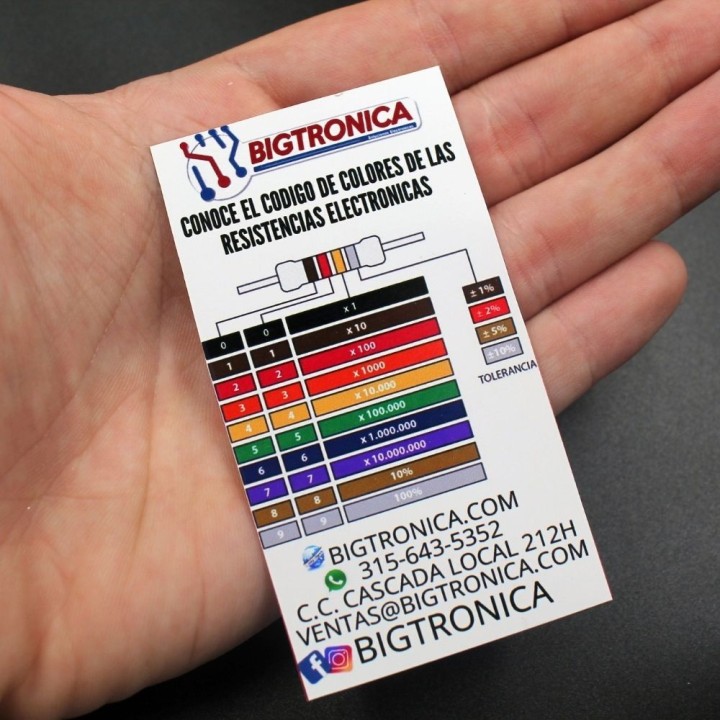 BIGTRONICA
CONOCE EL CODIGO DE COLORES DE LAS
RESISTENCIAS ELECTRONICAS
0 0 x 1 ± 1%
1 1 x 10 ± 2%
2 2 x 100 ± 5%
3 3 x 1000 ±10%
4 4 x 10.000 TOLERANCIA
5 5 x 100.000
6 6 x 1.000.000
7 7 x 10.000.000
8 8 10%
9 9 100%
BIGTRONICA.COM
315-643-5352
C.C. CASCADA LOCAL 212H
VENTAS@BIGTRONICA.COM
BIGTRONICA